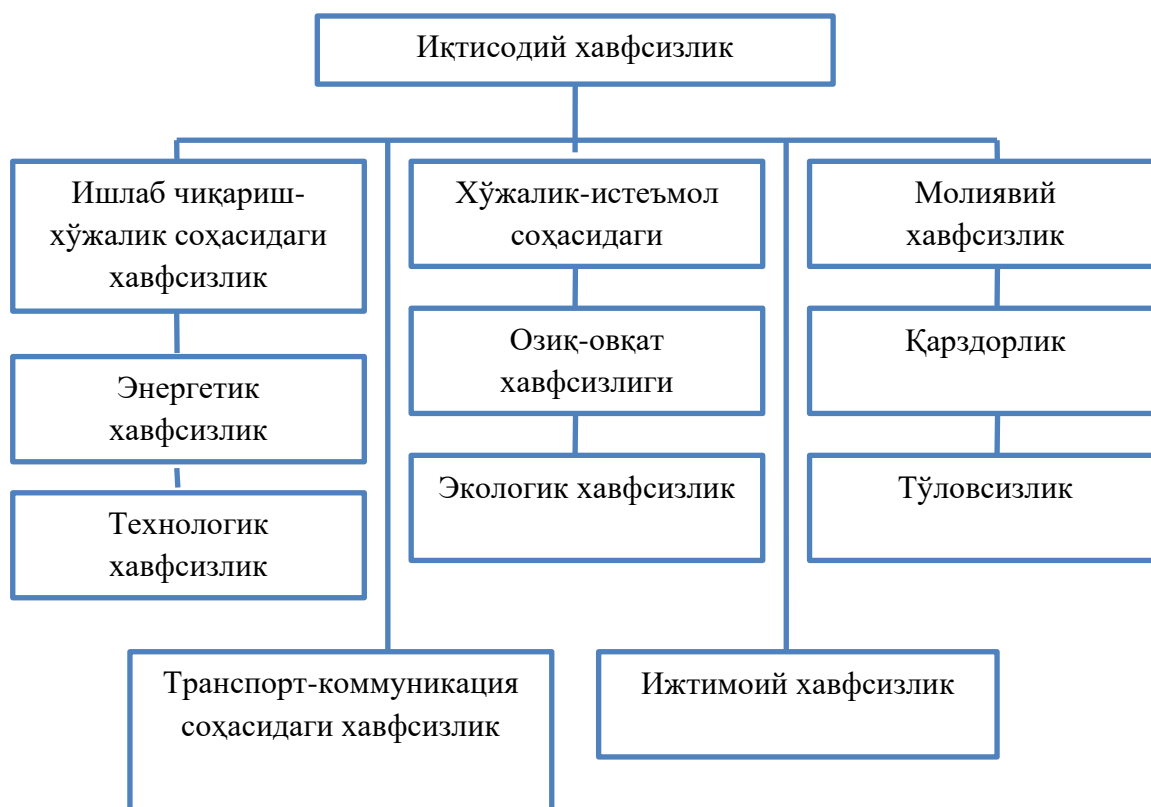 Иқтисодий хавфсизлик
Ишлаб чиқариш-
хўжалик соҳасидаги
хавфсизлик
Хўжалик-истеъмол
соҳасидаги
Молиявий
хавфсизлик
Энергетик
хавфсизлик
Озиқ-овқат
хавфсизлиги
Қарздорлик
Технологик
хавфсизлик
Экологик хавфсизлик
Тўловсизлик
Транспорт-коммуникация
соҳасидаги хавфсизлик
Ижтимоий хавфсизлик